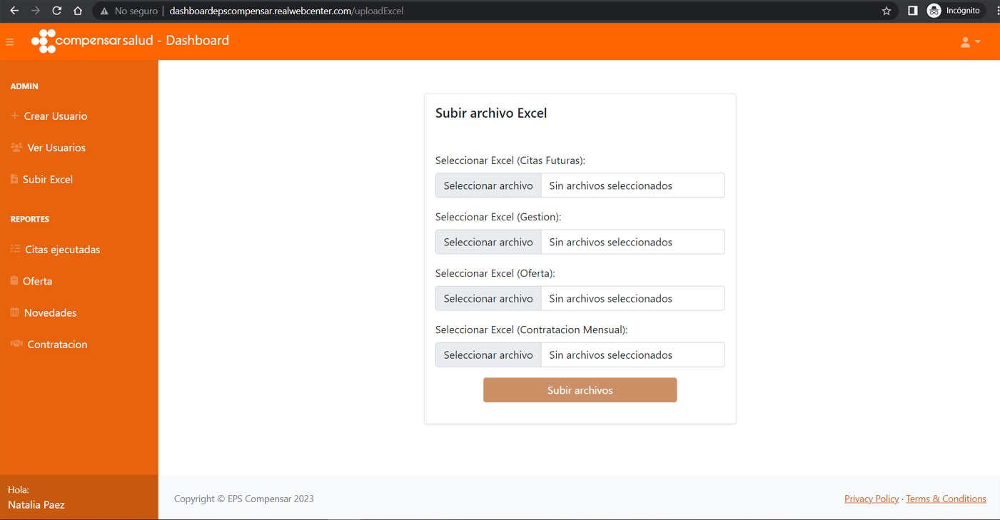 No seguro | dashboardepscompensar.realwebcenter.com/uploadExcel
Incógnito
compensar salud - Dashboard
ADMIN
Crear Usuario
Ver Usuarios
Subir Excel
REPORTES
Citas ejecutadas
Oferta
Novedades
Contratacion
Hola:
Natalia Paez
Subir archivo Excel
Seleccionar Excel (Citas Futuras):
Seleccionar archivo Sin archivos seleccionados
Seleccionar Excel (Gestion):
Seleccionar archivo Sin archivos seleccionados
Seleccionar Excel (Oferta):
Seleccionar archivo Sin archivos seleccionados
Seleccionar Excel (Contratacion Mensual):
Seleccionar archivo Sin archivos seleccionados
Subir archivos
Copyright © EPS Compensar 2023
Privacy Policy · Terms & Conditions